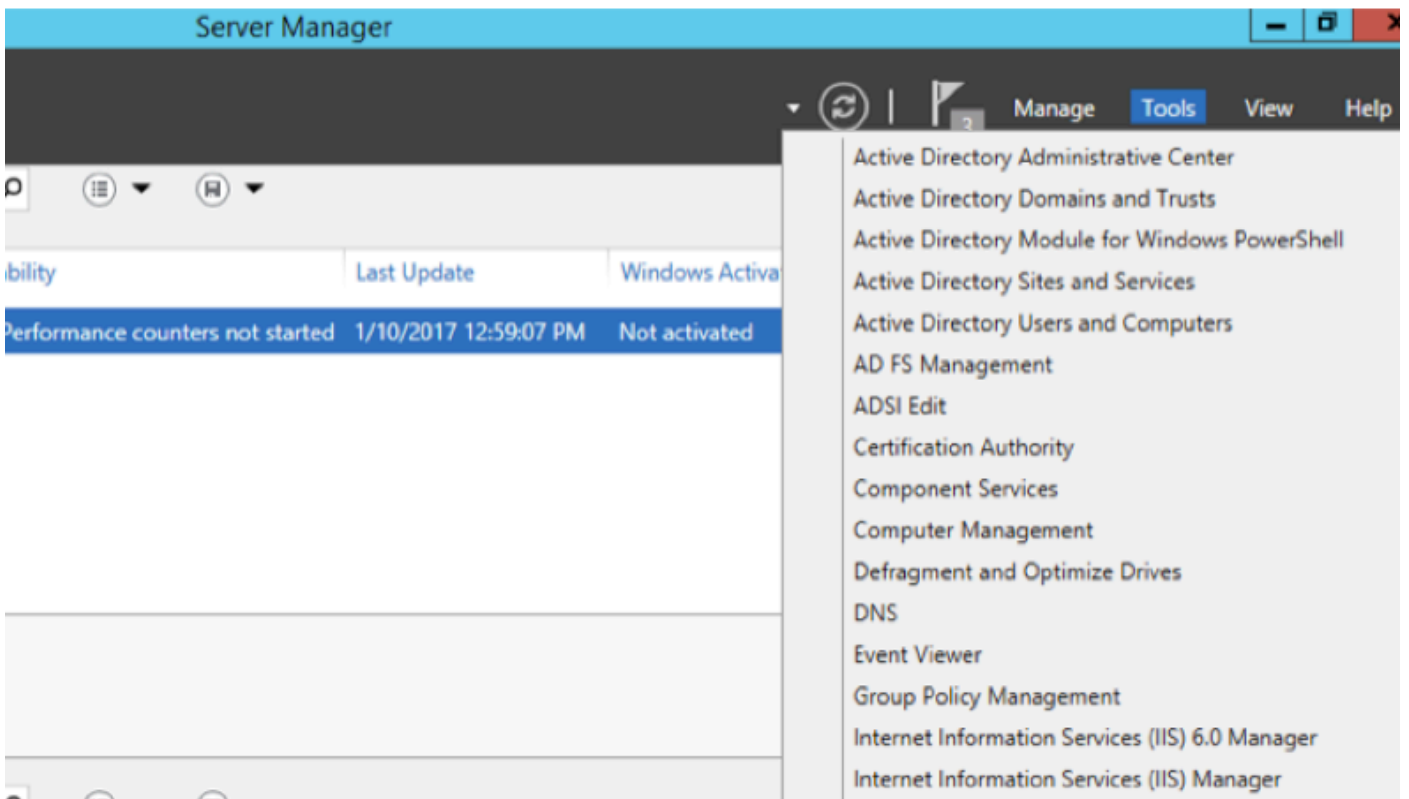 Server Manager
3
Manage Tools View Help
Active Directory Administrative Center
Active Directory Domains and Trusts
Active Directory Module for Windows PowerShell
Active Directory Sites and Services
Active Directory Users and Computers
AD FS Management
ADSI Edit
Certification Authority
Component Services
Computer Management
Defragment and Optimize Drives
DNS
Event Viewer
Group Policy Management
Internet Information Services (IIS) 6.0 Manager
Internet Information Services (IIS) Manager
bility Last Update Windows Activa
Performance counters not started 1/10/2017 12:59:07 PM Not activated